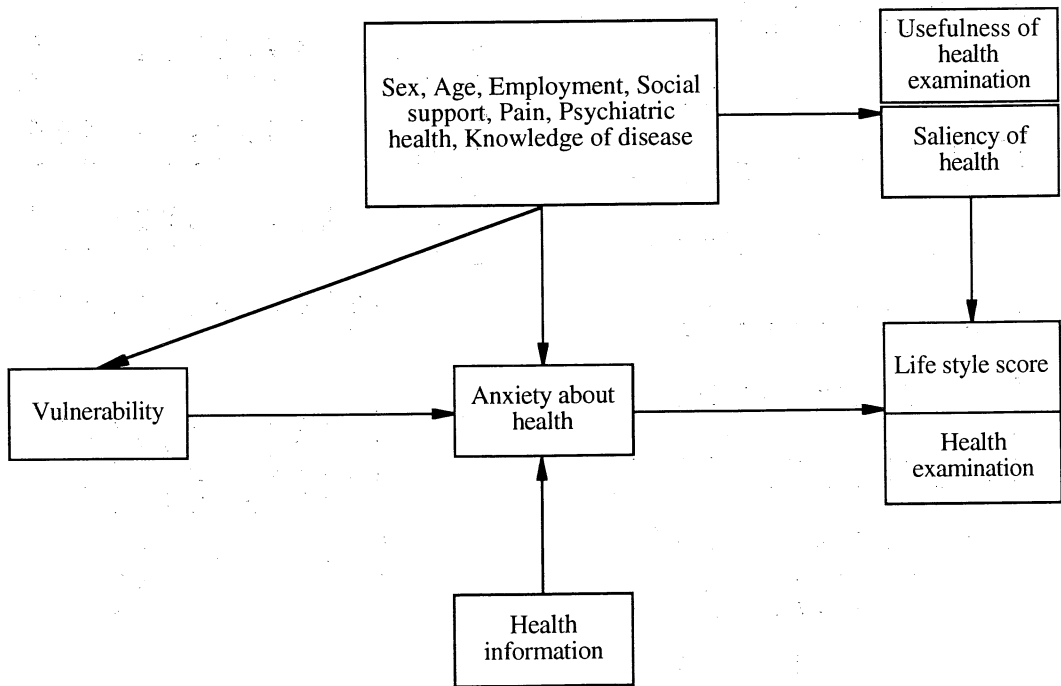 Usefulness of
health
examination
Sex, Age, Employment, Social
support, Pain, Psychiatric
health, Knowledge of disease
Saliency of
health
Life style score
Vulnerability
Anxiety about
health
Health
examination
Health
information